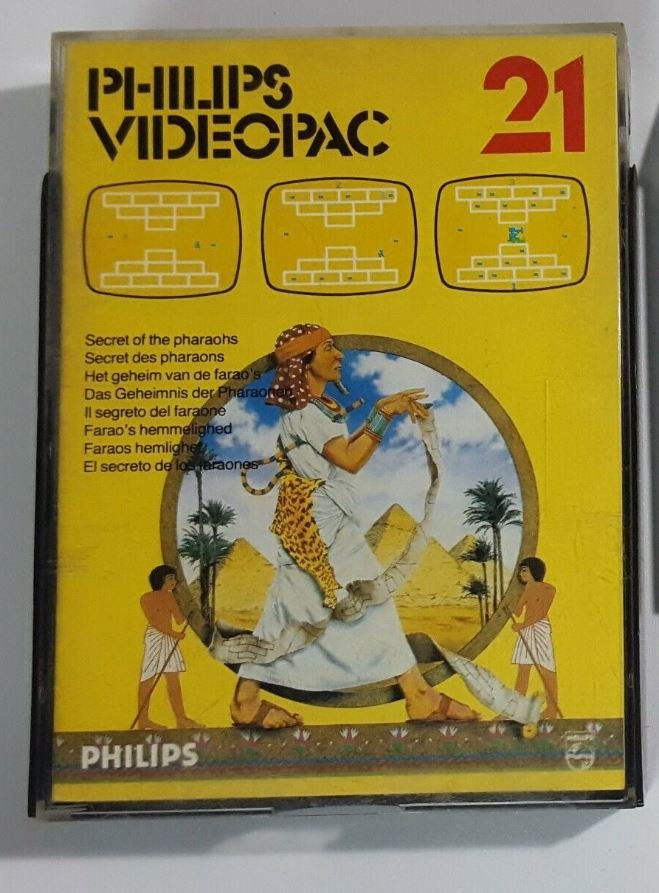 PHILIPS
VIDEOPAC
21
Secret of the pharaohs
Secret des pharaons
Het geheim van de farao's
Das Geheimnis der Pharaonen
Il segreto del faraone
Farao's hemmelighed
Faraos hemlighet
El secreto de los faraones
PHILIPS